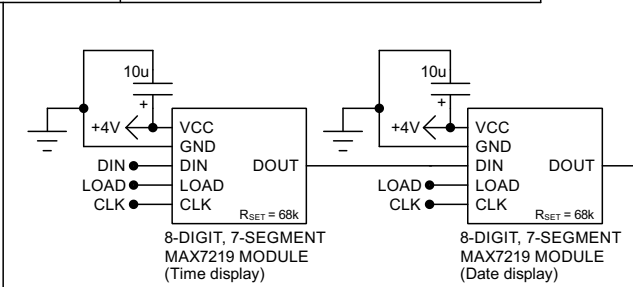 10u
+
+4V
VCC
GND
DIN
DIN
DOUT
LOAD
LOAD
CLK
CLK
RSET = 68k
8-DIGIT, 7-SEGMENT
MAX7219 MODULE
(Time display)
10u
+
+4V
VCC
GND
DIN
DOUT
LOAD
LOAD
CLK
CLK
RSET = 68k
8-DIGIT, 7-SEGMENT
MAX7219 MODULE
(Date display)